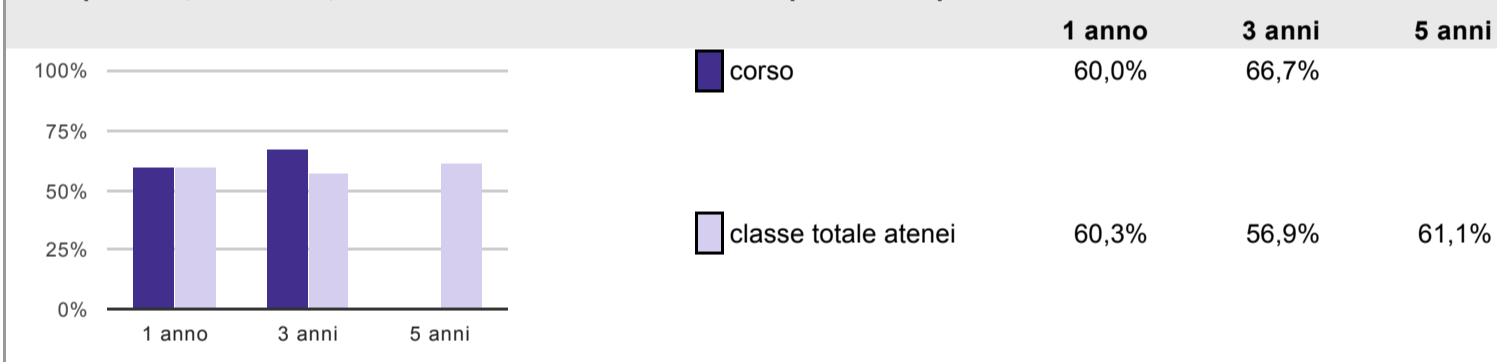 1 anno 3 anni 5 anni
100%
75%
50%
25%
0%
1 anno 3 anni 5 anni
corso 60,0% 66,7%
classe totale atenei 60,3% 56,9% 61,1%